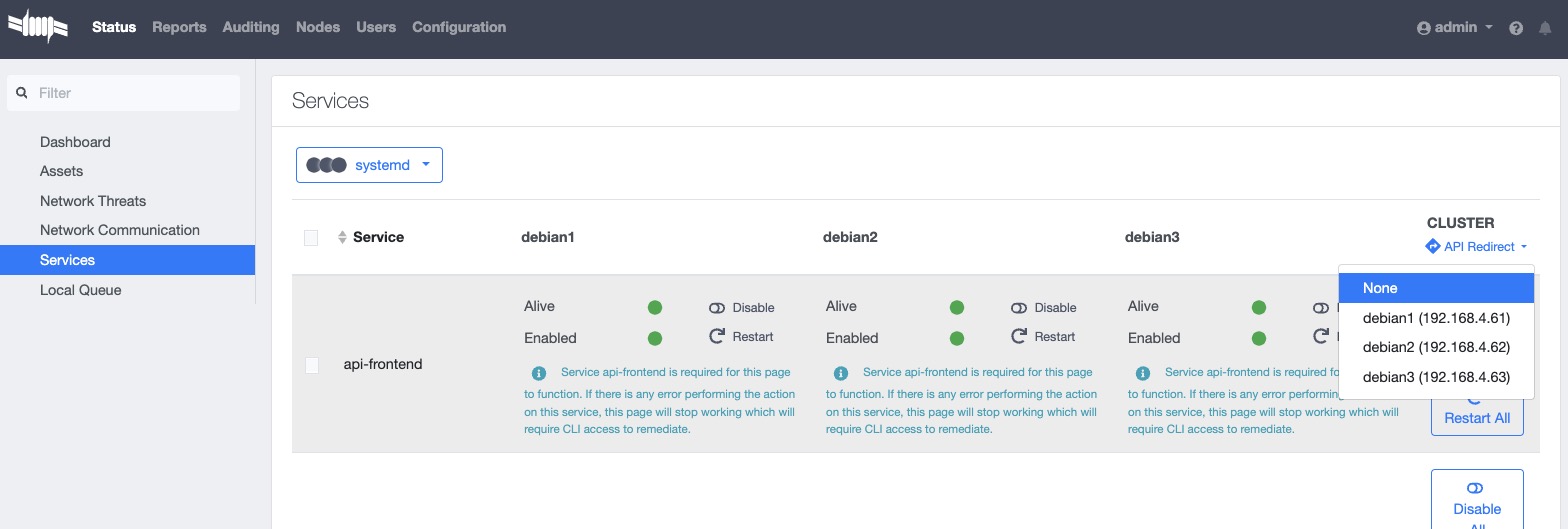 Status Reports Auditing Nodes Users Configuration
admin
Filter
Dashboard
Assets
Network Threats
Network Communication
Services
Local Queue
Services
systemd
Service debian1 debian2 debian3 CLUSTER
API Redirect
None
debian1 (192.168.4.61)
debian2 (192.168.4.62)
debian3 (192.168.4.63)
api-frontend
Alive Disable
Enabled Restart
Service api-frontend is required for this page
to function. If there is any error performing the action
on this service, this page will stop working which will
require CLI access to remediate.
Alive Disable
Enabled Restart
Service api-frontend is required for this page
to function. If there is any error performing the action
on this service, this page will stop working which will
require CLI access to remediate.
Alive
Enabled
Service api-frontend is required
to function. If there is any error
on this service, this page will stop working which will
require CLI access to remediate.
Restart All
Disable
All